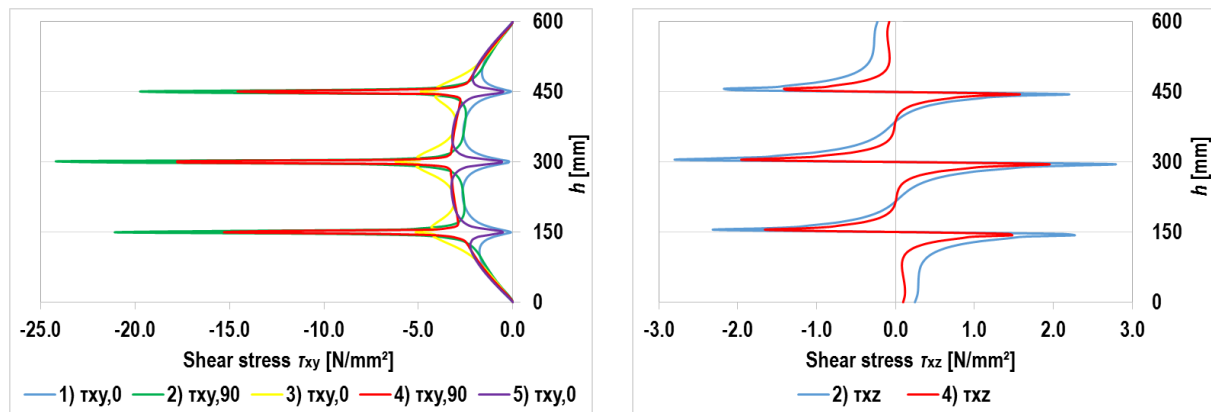 600
450
300
150
0
h [mm]
-25.0 -20.0 -15.0 -10.0 -5.0 0.0
Shear stress τxy [N/mm²]
1) τxy,0 2) τxy,90 3) τxy,0 4) τxy,90 5) τxy,0
600
450
300
150
0
h [mm]
-3.0 -2.0 -1.0 0.0 1.0 2.0 3.0
Shear stress τxz [N/mm²]
2) τxz 4) τxz